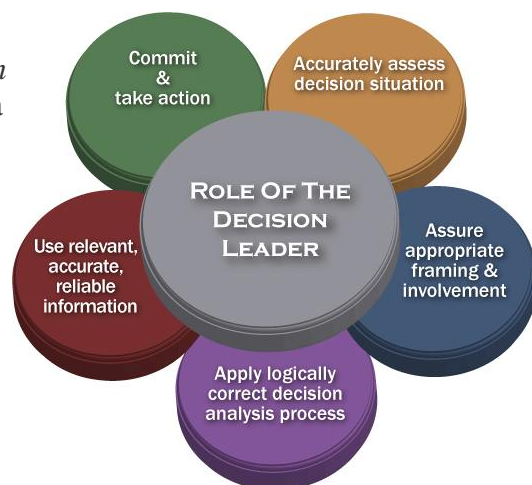 Commit
&
take action
Accurately assess
decision situation
ROLE OF THE
DECISION
LEADER
Use relevant,
accurate,
reliable
information
Assure
appropriate
framing &
involvement
Apply logically
correct decision
analysis process